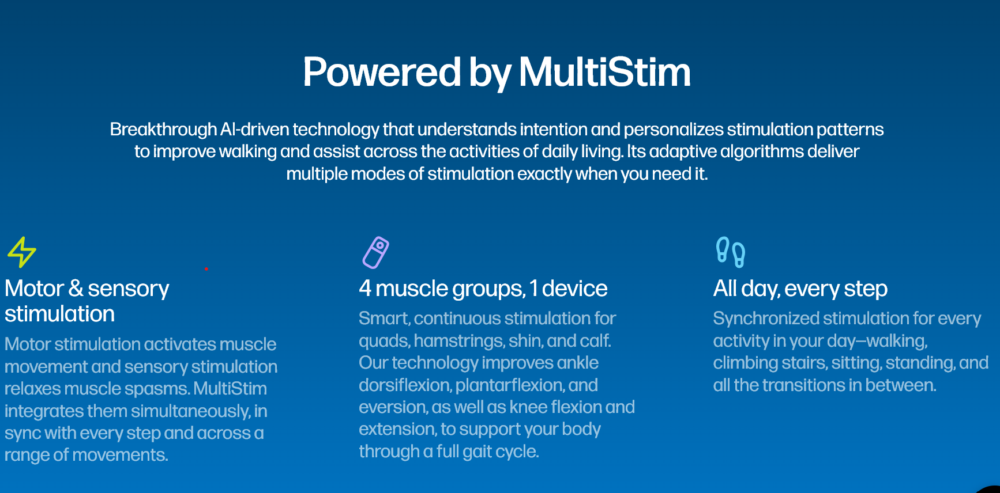 Powered by MultiStim
Breakthrough AI-driven technology that understands intention and personalizes stimulation patterns
to improve walking and assist across the activities of daily living. Its adaptive algorithms deliver
multiple modes of stimulation exactly when you need it.
Motor & sensory
stimulation
Motor stimulation activates muscle
movement and sensory stimulation
relaxes muscle spasms. MultiStim
integrates them simultaneously, in
sync with every step and across a
range of movements.
4 muscle groups, 1 device
Smart, continuous stimulation for
quads, hamstrings, shin, and calf.
Our technology improves ankle
dorsiflexion, plantarflexion, and
eversion, as well as knee flexion and
extension, to support your body
through a full gait cycle.
All day, every step
Synchronized stimulation for every
activity in your day—walking,
climbing stairs, sitting, standing, and
all the transitions in between.